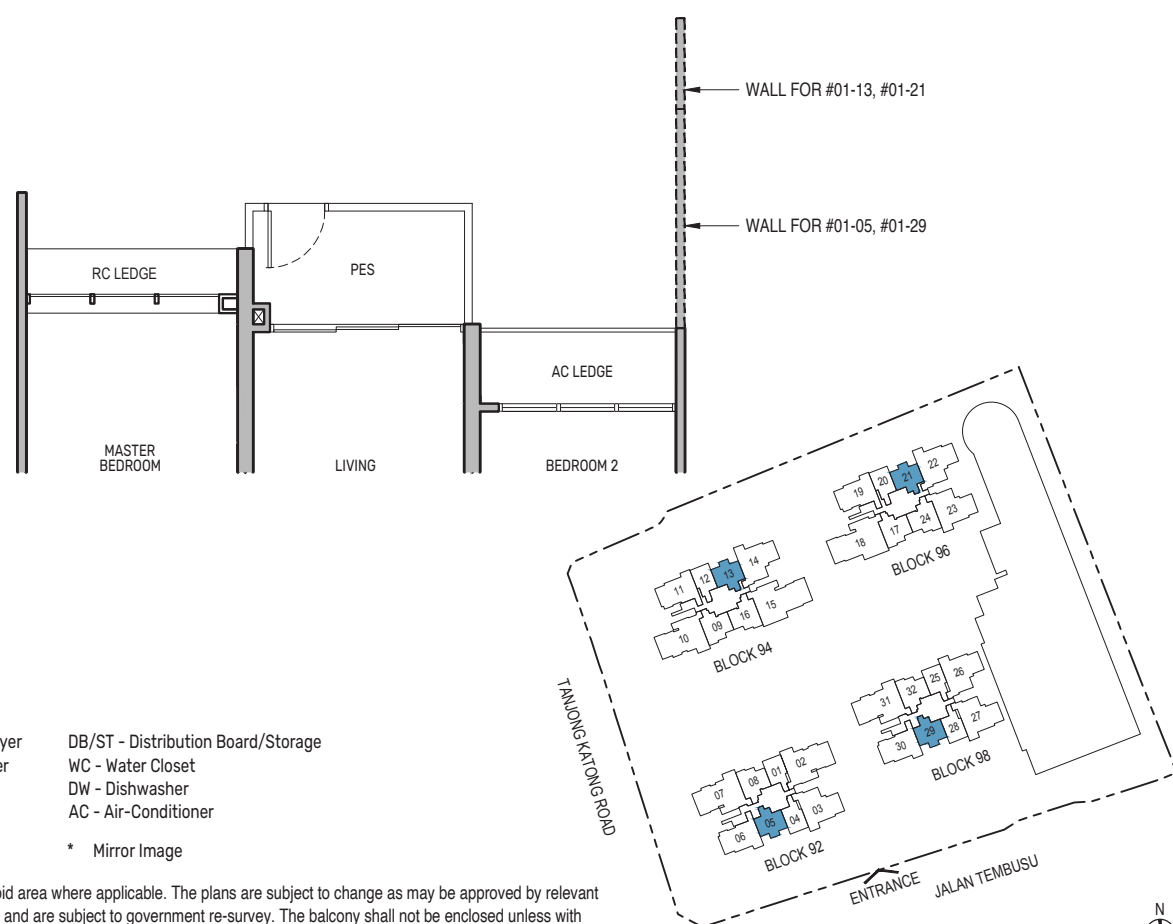 WALL FOR #01-13, #01-21
WALL FOR #01-05, #01-29
RC LEDGE
PES
AC LEDGE
MASTER
BEDROOM
LIVING
BEDROOM 2
22
21
20
19
23
24
17
18
BLOCK 96
14
13
12
11
15
16
09
10
BLOCK 94
26
25
32
31
27
28
29
30
BLOCK 98
02
01
08
07
03
04
05
06
BLOCK 92
TANJONG KATONG ROAD
ENTRANCE
JALAN TEMBUSU
N
yer DB/ST - Distribution Board/Storage
er WC - Water Closet
DW - Dishwasher
AC - Air-Conditioner
* Mirror Image
oid area where applicable. The plans are subject to change as may be approved by relevant
and are subject to government re-survey. The balcony shall not be enclosed unless with